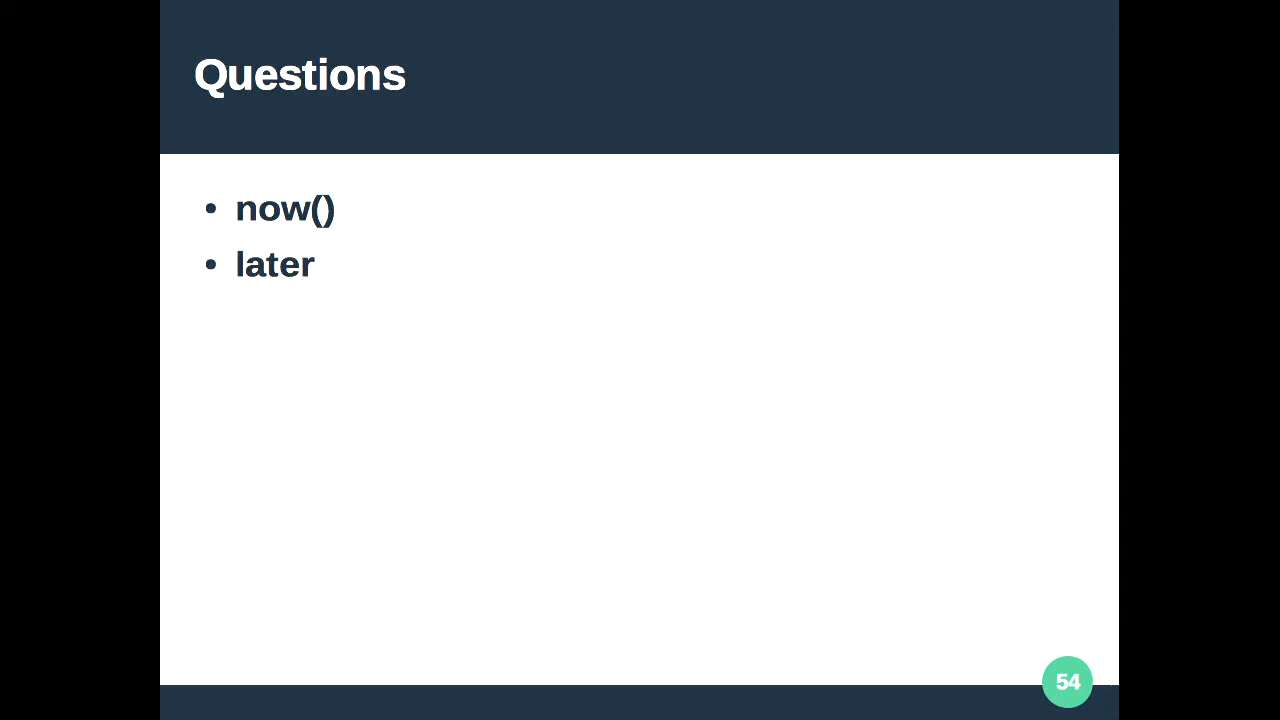 Questions
• now()
• later
54